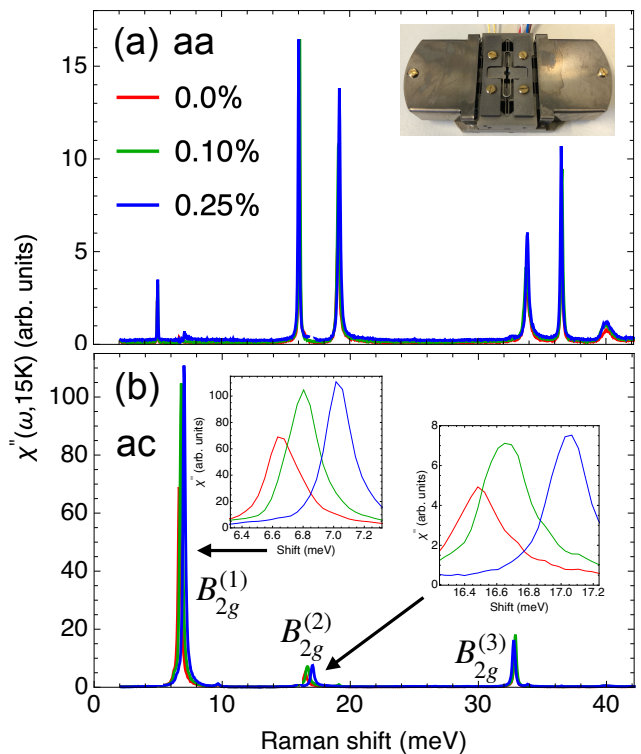 (a) aa
0.0%
0.10%
0.25%
15
10
5
0
χ"(ω,15K) (arb. units)
(b)
ac
100
80
60
40
20
0
χ" (arb. units)
100
80
60
40
20
0
6.4 6.6 6.8 7.0 7.2
Shift (meV)
χ" (arb. units)
8
6
4
2
0
16.4 16.6 16.8 17.0 17.2
Shift (meV)
B2g(1)
B2g(2)
B2g(3)
0 10 20 30 40
Raman shift (meV)